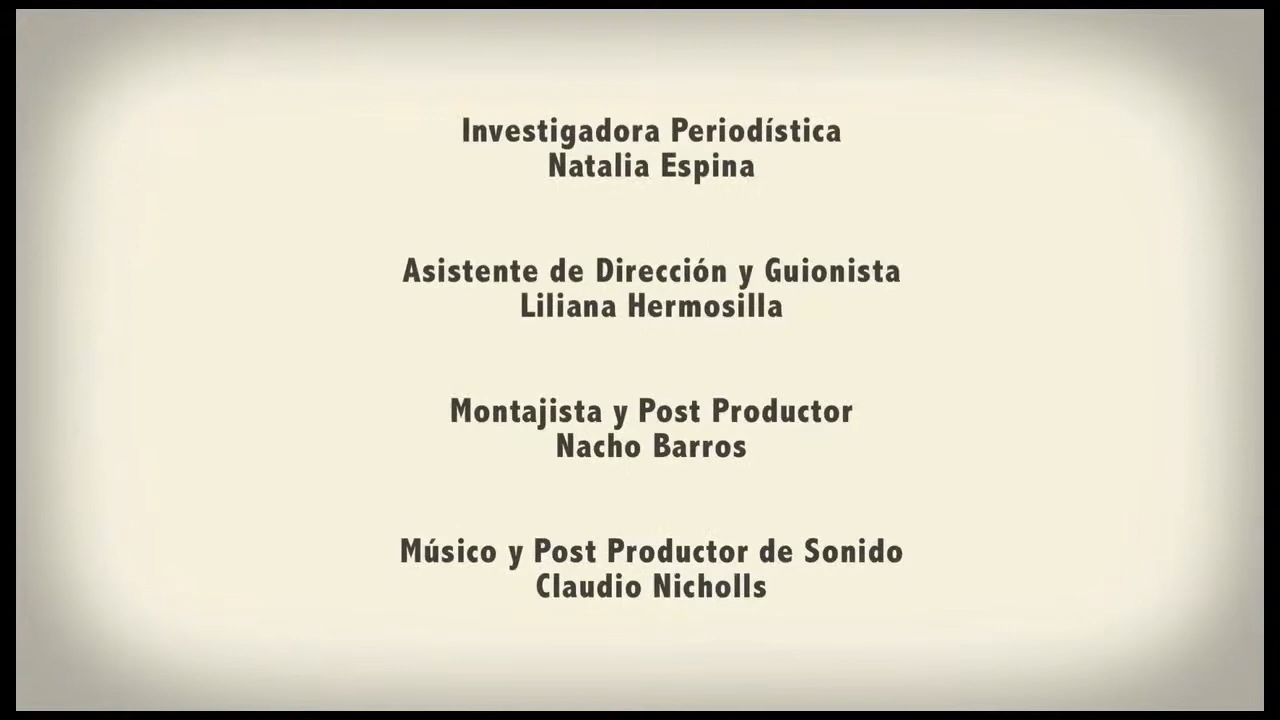 Investigadora Periodística
Natalia Espina
Asistente de Dirección y Guionista
Liliana Hermosilla
Montajista y Post Productor
Nacho Barros
Músico y Post Productor de Sonido
Claudio Nicholls